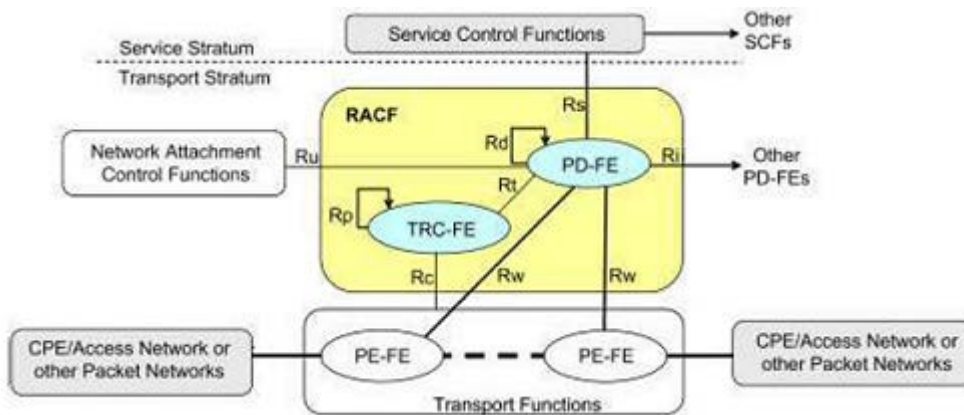 Service Control Functions
Other
SCFs
Service Stratum
Transport Stratum
RACF
Rs
Network Attachment
Control Functions
Ru
Rd
PD-FE
Ri
Other
PD-FEs
Rt
Rp
TRC-FE
Rc
Rw
Rw
CPE/Access Network or
other Packet Networks
PE-FE
PE-FE
CPE/Access Network or
other Packet Networks
Transport Functions